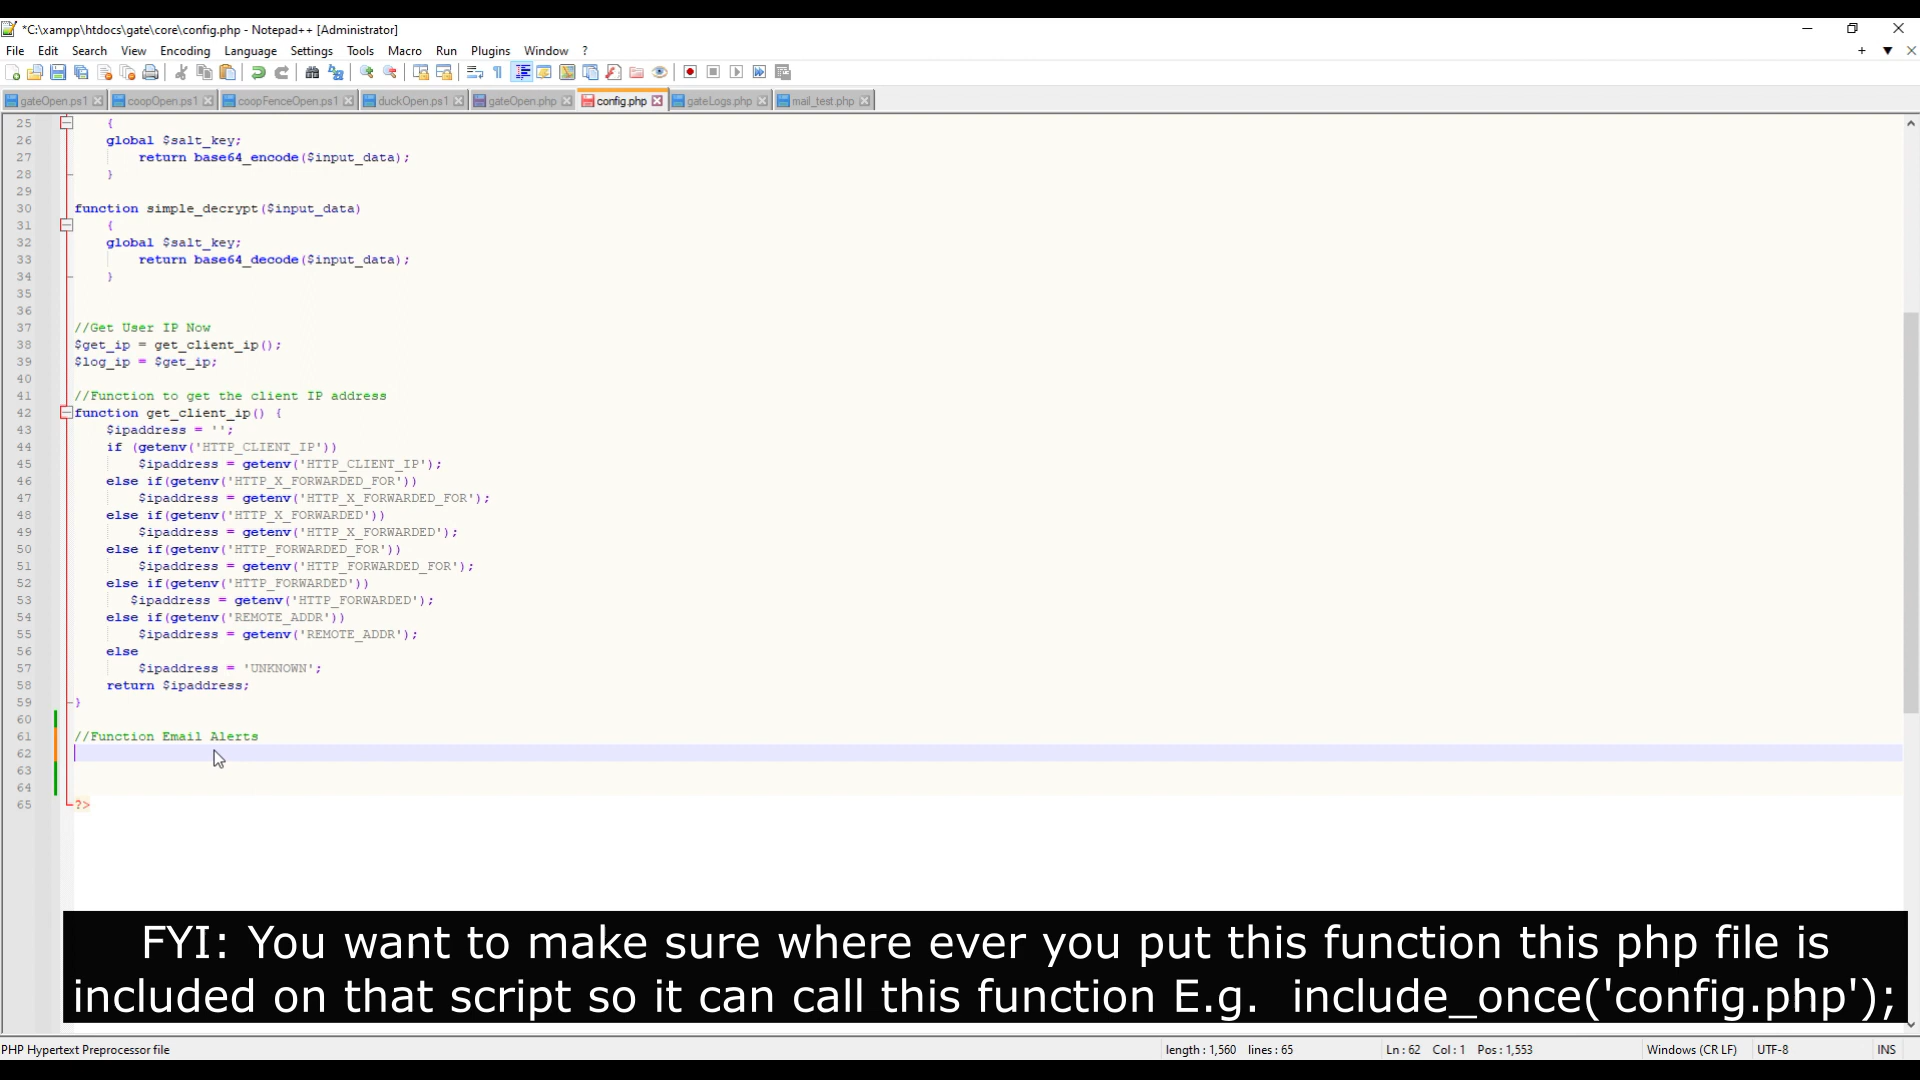 *C:\xampp\htdocs\gate\core\config.php - Notepad++ [Administrator]
File Edit Search View Encoding Language Settings Tools Macro Run Plugins Window ?
gateOpen.ps1 coopOpen.ps1 coopFenceOpen.ps1 duckOpen.ps1 gateOpen.php config.php gateLogs.php mail_test.php
25 {
26 global $salt_key;
27 return base64_encode($input_data);
28 }
29
30 function simple_decrypt($input_data)
31 {
32 global $salt_key;
33 return base64_decode($input_data);
34 }
35
36
37 //Get User IP Now
38 $get_ip = get_client_ip();
39 $log_ip = $get_ip;
40
41 //Function to get the client IP address
42 function get_client_ip() {
43 $ipaddress = '';
44 if (getenv('HTTP_CLIENT_IP'))
45 $ipaddress = getenv('HTTP_CLIENT_IP');
46 else if(getenv('HTTP_X_FORWARDED_FOR'))
47 $ipaddress = getenv('HTTP_X_FORWARDED_FOR');
48 else if(getenv('HTTP_X_FORWARDED'))
49 $ipaddress = getenv('HTTP_X_FORWARDED');
50 else if(getenv('HTTP_FORWARDED_FOR'))
51 $ipaddress = getenv('HTTP_FORWARDED_FOR');
52 else if(getenv('HTTP_FORWARDED'))
53 $ipaddress = getenv('HTTP_FORWARDED');
54 else if(getenv('REMOTE_ADDR'))
55 $ipaddress = getenv('REMOTE_ADDR');
56 else
57 $ipaddress = 'UNKNOWN';
58 return $ipaddress;
59 }
60
61 //Function Email Alerts
62
63
64
65 ?>
FYI: You want to make sure where ever you put this function this php file is
included on that script so it can call this function E.g. include_once('config.php');
PHP Hypertext Preprocessor file length : 1,560 lines : 65 Ln : 62 Col : 1 Pos : 1,553 Windows (CR LF) UTF-8 INS